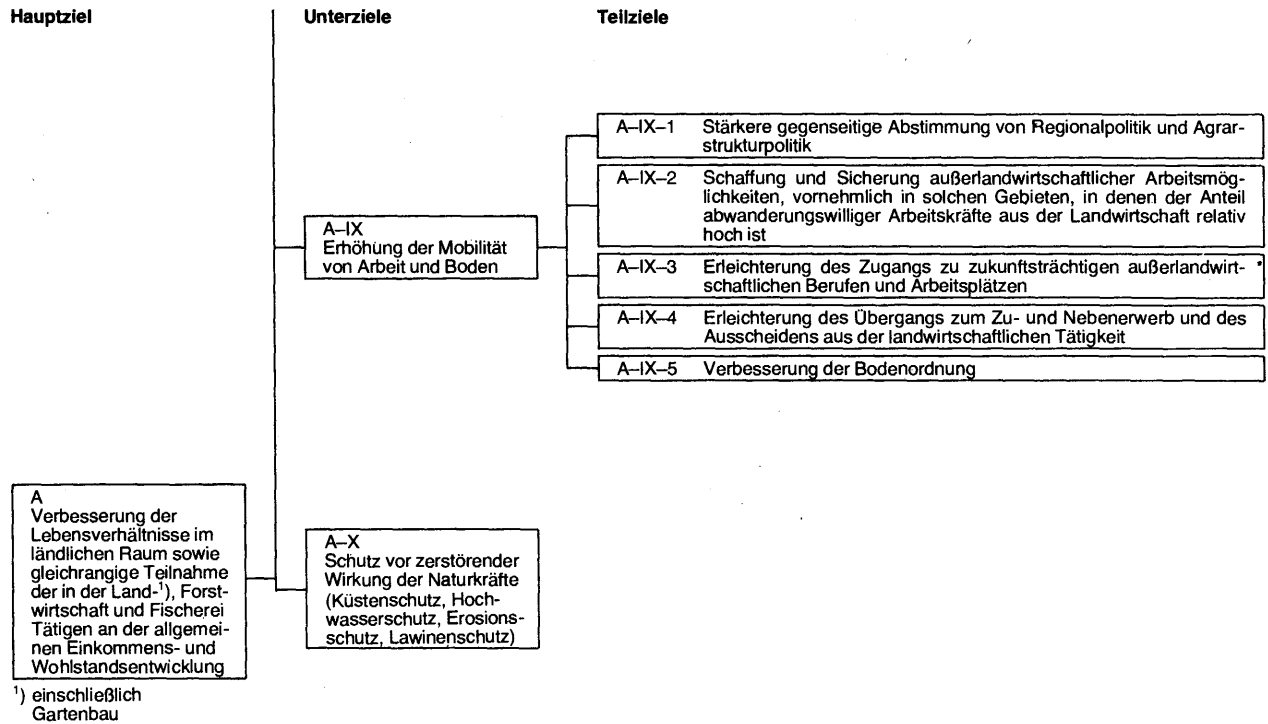 Hauptziel
Unterziele
Teilziele
A–IX–1 Stärkere gegenseitige Abstimmung von Regionalpolitik und Agrar-
strukturpolitik
A–IX–2 Schaffung und Sicherung außerlandwirtschaftlicher Arbeitsmög-
lichkeiten, vornehmlich in solchen Gebieten, in denen der Anteil
abwanderungswilliger Arbeitskräfte aus der Landwirtschaft relativ
hoch ist
A–IX
Erhöhung der Mobilität
von Arbeit und Boden
A–IX–3 Erleichterung des Zugangs zu zukunftsträchtigen außerlandwirt-
schaftlichen Berufen und Arbeitsplätzen
A–IX–4 Erleichterung des Übergangs zum Zu- und Nebenerwerb und des
Ausscheidens aus der landwirtschaftlichen Tätigkeit
A–IX–5 Verbesserung der Bodenordnung
A
Verbesserung der
Lebensverhältnisse im
ländlichen Raum sowie
gleichrangige Teilnahme
der in der Land-¹), Forst-
wirtschaft und Fischerei
Tätigen an der allgemei-
nen Einkommens- und
Wohlstandsentwicklung
A–X
Schutz vor zerstörender
Wirkung der Naturkräfte
(Küstenschutz, Hoch-
wasserschutz, Erosions-
schutz, Lawinenschutz)
¹) einschließlich
Gartenbau